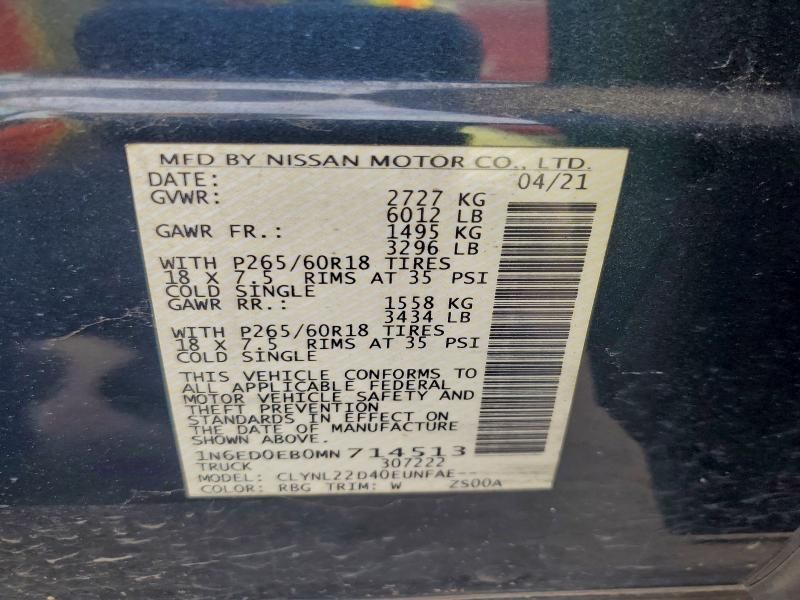 MFD BY NISSAN MOTOR CO., LTD.
DATE: 04/21
GVWR: 2727 KG
6012 LB
GAWR FR.: 1495 KG
3296 LB
WITH P265/60R18 TIRES
18 X 7.5 RIMS AT 35 PSI
COLD SINGLE
GAWR RR.: 1558 KG
3434 LB
WITH P265/60R18 TIRES
18 X 7.5 RIMS AT 35 PSI
COLD SINGLE
THIS VEHICLE CONFORMS TO
ALL APPLICABLE FEDERAL
MOTOR VEHICLE SAFETY AND
THEFT PREVENTION
STANDARDS IN EFFECT ON
THE DATE OF MANUFACTURE
SHOWN ABOVE.
1N6ED0EB0MN714513
TRUCK 307222
MODEL: CLYNL22D40EUNFAE--
COLOR: RBG TRIM: W ZS00A